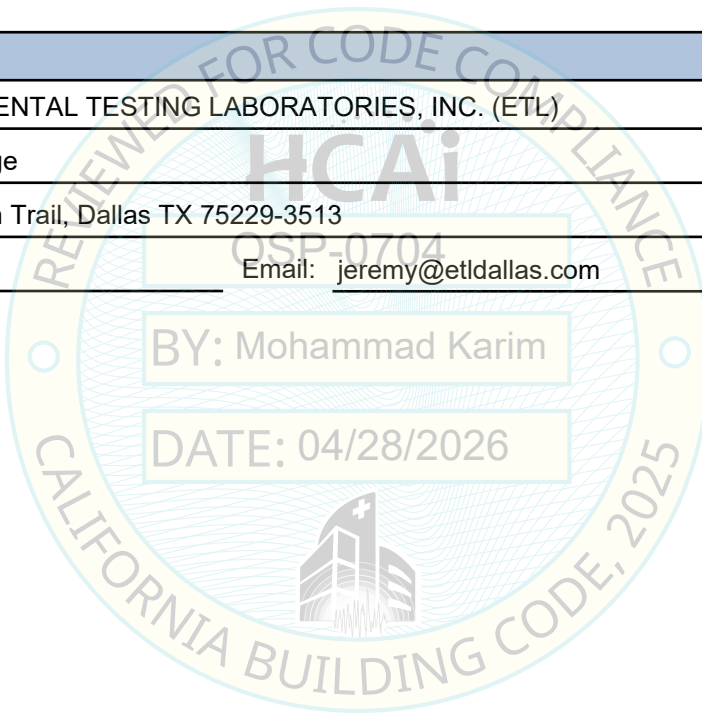 ENTAL TESTING LABORATORIES, INC. (ETL)
ge
Trail, Dallas TX 75229-3513
Email: jeremy@etldallas.com
REVIEWED FOR CODE COMPLIANCE
HCAi
OSP-0704
BY: Mohammad Karim
DATE: 04/28/2026
CALIFORNIA BUILDING CODE, 2025